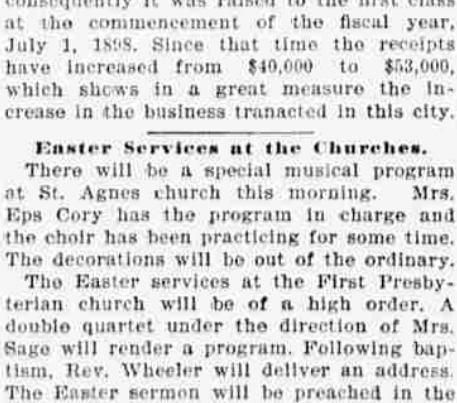 consequently it was raised to the first class
at the commencement of the fiscal year,
July 1, 1898. Since that time the receipts
have increased from $40,000 to $53,000,
which shows in a great measure the in-
crease in the business tranacted in this city.
Easter Services at the Churches.
There will be a special musical program
at St. Agnes church this morning. Mrs.
Eps Cory has the program in charge and
the choir has been practicing for some time.
The decorations will be out of the ordinary.
The Easter services at the First Presby-
terian church will be of a high order. A
double quartet under the direction of Mrs.
Sage will render a program. Following bap-
tism, Rev. Wheeler will deliver an address.
The Easter sermon will be preached in the